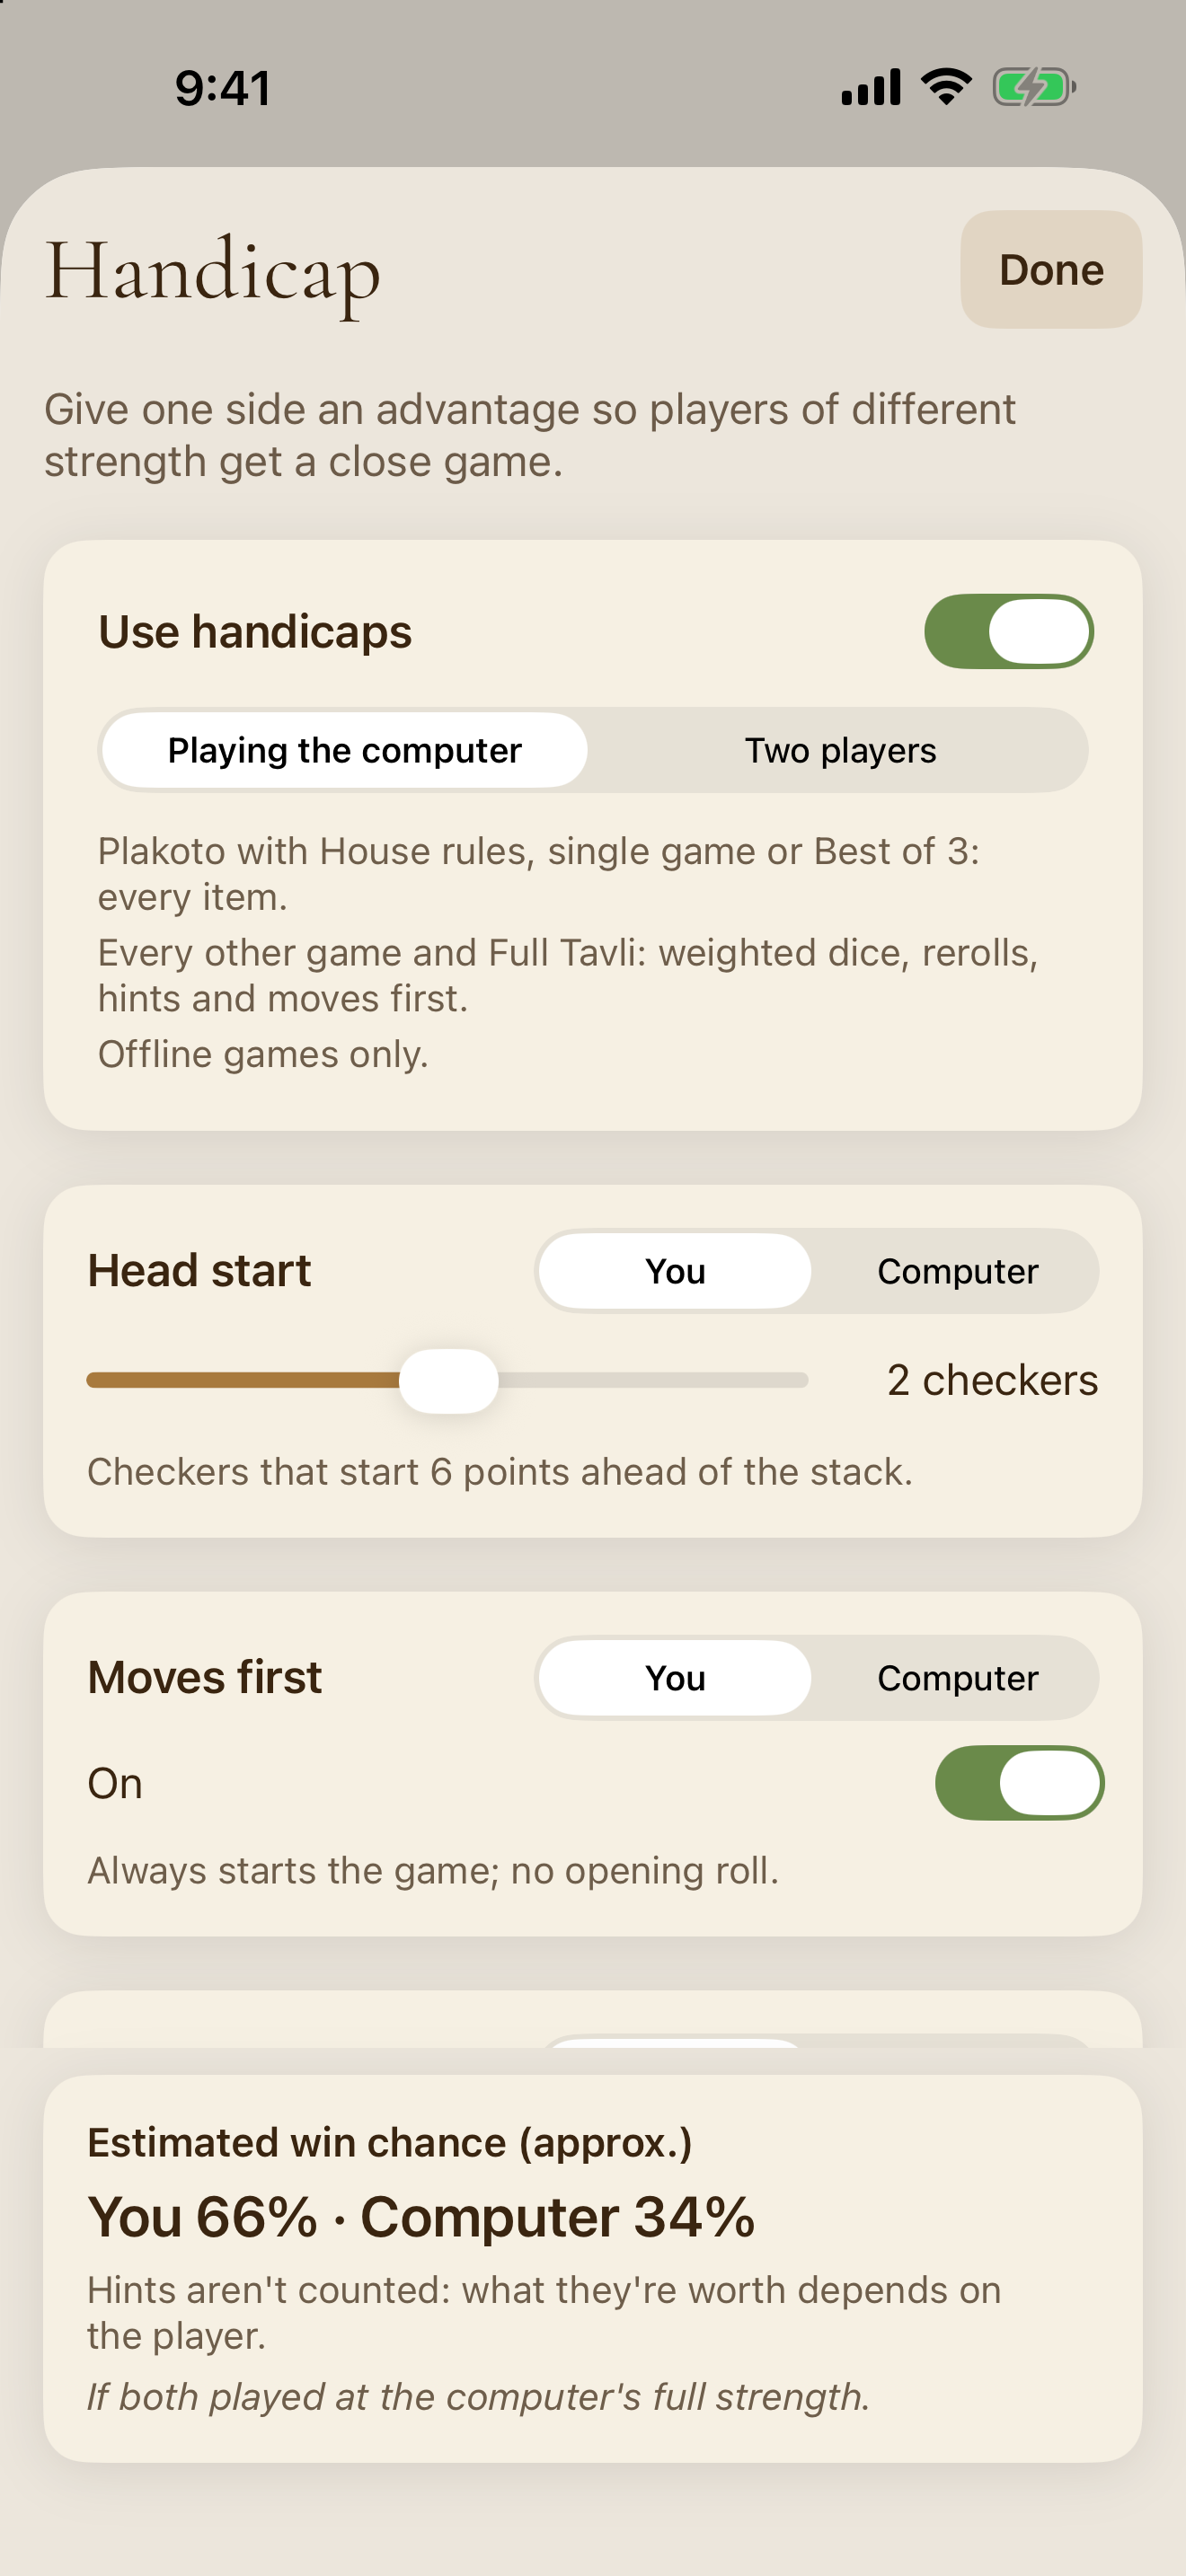 9:41
Handicap
Done
Give one side an advantage so players of different
strength get a close game.
Use handicaps
Playing the computer
Two players
Plakoto with House rules, single game or Best of 3:
every item.
Every other game and Full Tavli: weighted dice, rerolls,
hints and moves first.
Offline games only.
Head start
You
Computer
2 checkers
Checkers that start 6 points ahead of the stack.
Moves first
You
Computer
On
Always starts the game; no opening roll.
Estimated win chance (approx.)
You 66% · Computer 34%
Hints aren't counted: what they're worth depends on
the player.
If both played at the computer's full strength.